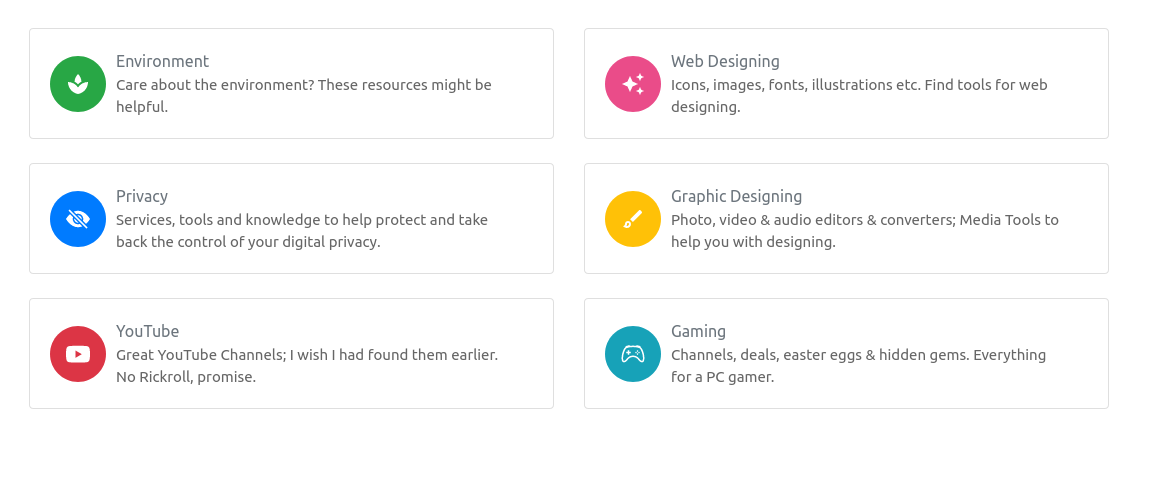 Environment
Care about the environment? These resources might be
helpful.
Web Designing
Icons, images, fonts, illustrations etc. Find tools for web
designing.
Privacy
Services, tools and knowledge to help protect and take
back the control of your digital privacy.
Graphic Designing
Photo, video & audio editors & converters; Media Tools to
help you with designing.
YouTube
Great YouTube Channels; I wish I had found them earlier.
No Rickroll, promise.
Gaming
Channels, deals, easter eggs & hidden gems. Everything
for a PC gamer.